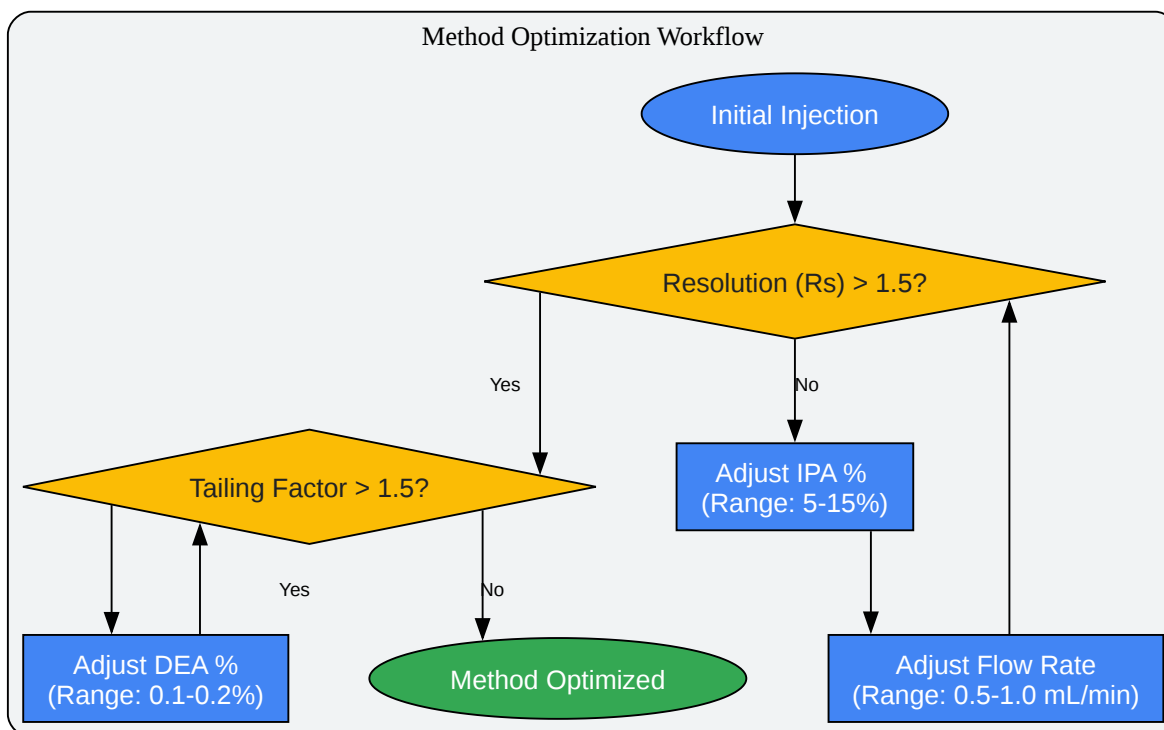 Method Optimization Workflow
Initial Injection
Resolution (Rs) > 1.5?
Yes
No
Tailing Factor > 1.5?
Adjust IPA %
(Range: 5-15%)
Yes
No
Adjust DEA %
(Range: 0.1-0.2%)
Method Optimized
Adjust Flow Rate
(Range: 0.5-1.0 mL/min)